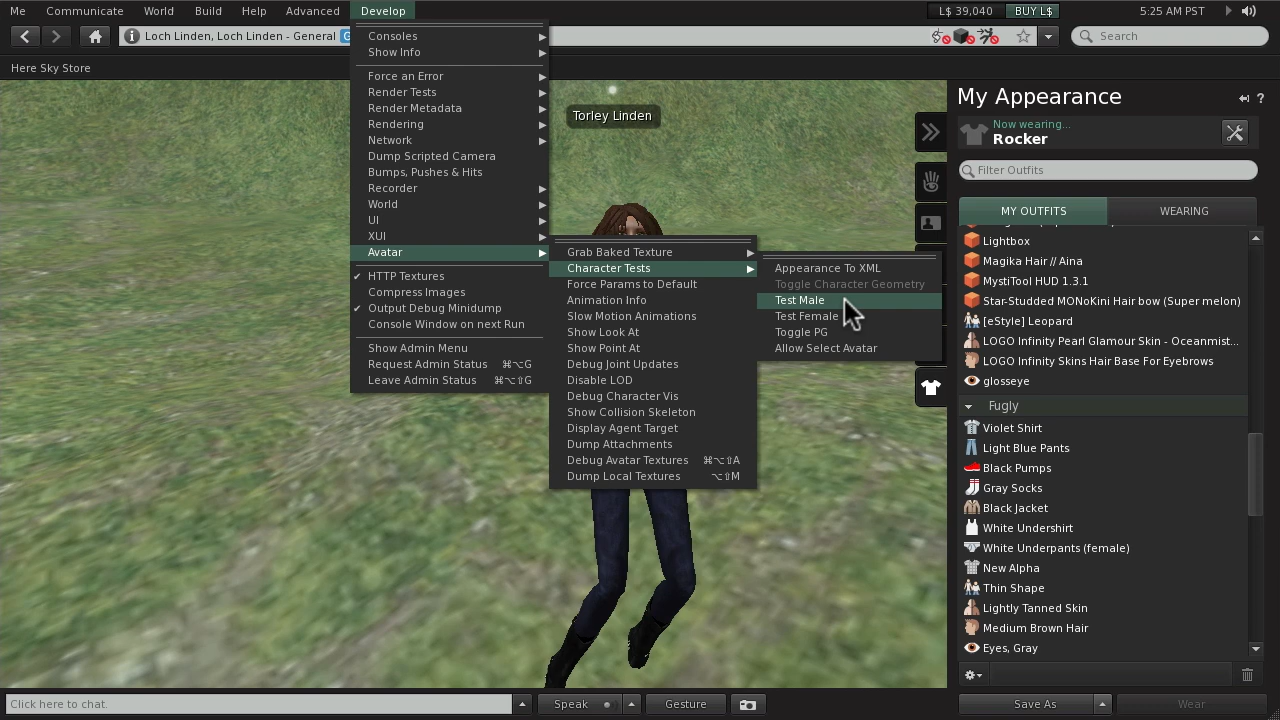 Me Communicate World Build Help Advanced Develop L$ 39,040 BUY L$ 5:25 AM PST
Loch Linden, Loch Linden - General Search
Here Sky Store
Consoles
Show Info
Force an Error
Render Tests
Render Metadata
Rendering
Network
Dump Scripted Camera
Bumps, Pushes & Hits
Recorder
World
UI
XUI
Avatar
✔ HTTP Textures
Compress Images
✔ Output Debug Minidump
Console Window on next Run
Show Admin Menu
Request Admin Status ⌘⌥G
Leave Admin Status ⌘⌥⇧G
Torley Linden
Grab Baked Texture
Character Tests
Force Params to Default
Animation Info
Slow Motion Animations
Show Look At
Show Point At
Debug Joint Updates
Disable LOD
Debug Character Vis
Show Collision Skeleton
Display Agent Target
Dump Attachments
Debug Avatar Textures ⌘⌥⇧A
Dump Local Textures ⌥⇧M
Appearance To XML
Toggle Character Geometry
Test Male
Test Female
Toggle PG
Allow Select Avatar
My Appearance ?
Now wearing...
Rocker
Filter Outfits
MY OUTFITS WEARING
Lightbox
Magika Hair // Aina
MystiTool HUD 1.3.1
Star-Studded MONoKini Hair bow (Super melon)
[eStyle] Leopard
LOGO Infinity Pearl Glamour Skin - Oceanmist...
LOGO Infinity Skins Hair Base For Eyebrows
glosseye
Fugly
Violet Shirt
Light Blue Pants
Black Pumps
Gray Socks
Black Jacket
White Undershirt
White Underpants (female)
New Alpha
Thin Shape
Lightly Tanned Skin
Medium Brown Hair
Eyes, Gray
Click here to chat. Speak Gesture Save As Wear